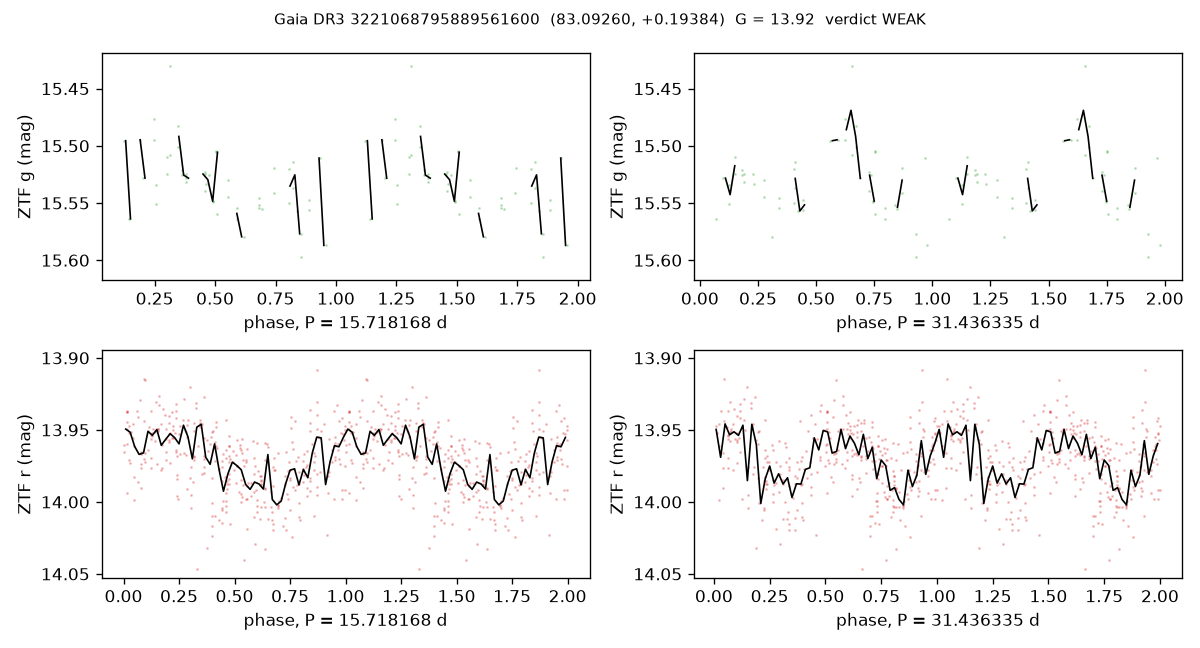 Gaia DR3 3221068795889561600  (83.09260, +0.19384)  G = 13.92  verdict WEAK
ZTF g (mag)
15.45
15.50
15.55
15.60
0.25 0.50 0.75 1.00 1.25 1.50 1.75 2.00
phase, P = 15.718168 d
ZTF g (mag)
15.45
15.50
15.55
15.60
0.00 0.25 0.50 0.75 1.00 1.25 1.50 1.75 2.00
phase, P = 31.436335 d
ZTF r (mag)
13.90
13.95
14.00
14.05
0.00 0.25 0.50 0.75 1.00 1.25 1.50 1.75 2.00
phase, P = 15.718168 d
ZTF r (mag)
13.90
13.95
14.00
14.05
0.00 0.25 0.50 0.75 1.00 1.25 1.50 1.75 2.00
phase, P = 31.436335 d